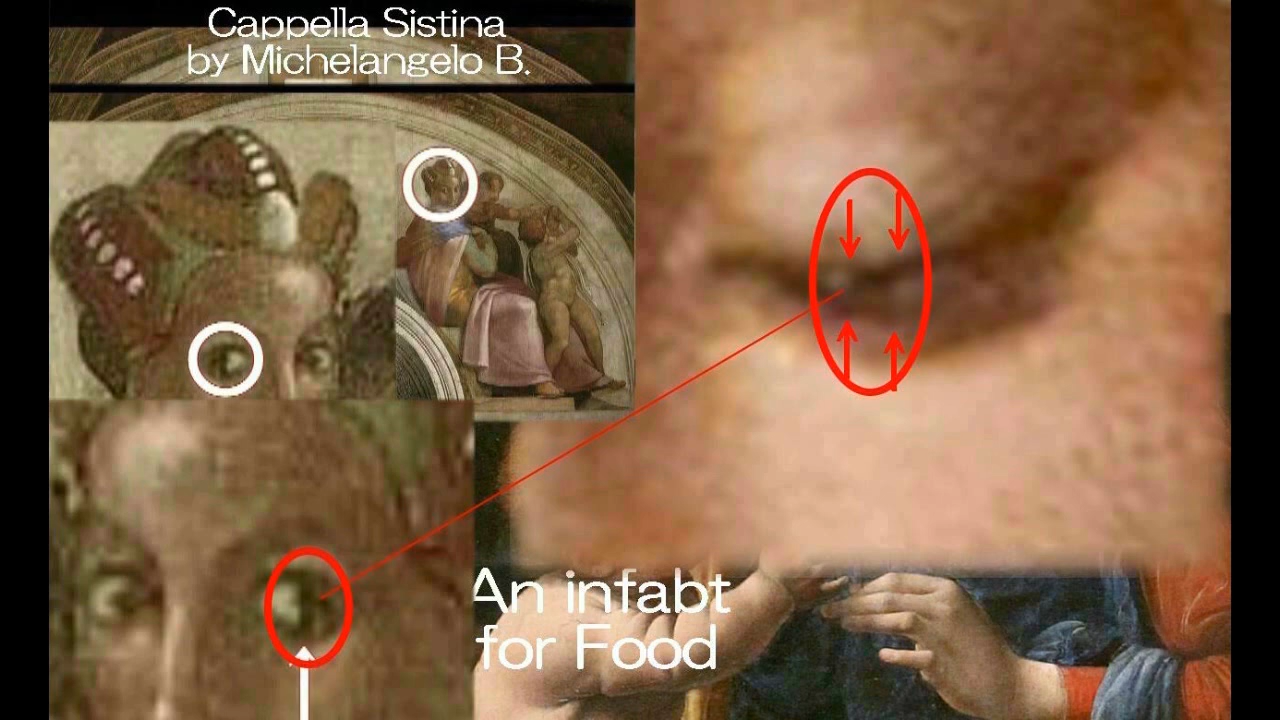 Cappella Sistina
by Michelangelo B.
An infabt
for Food